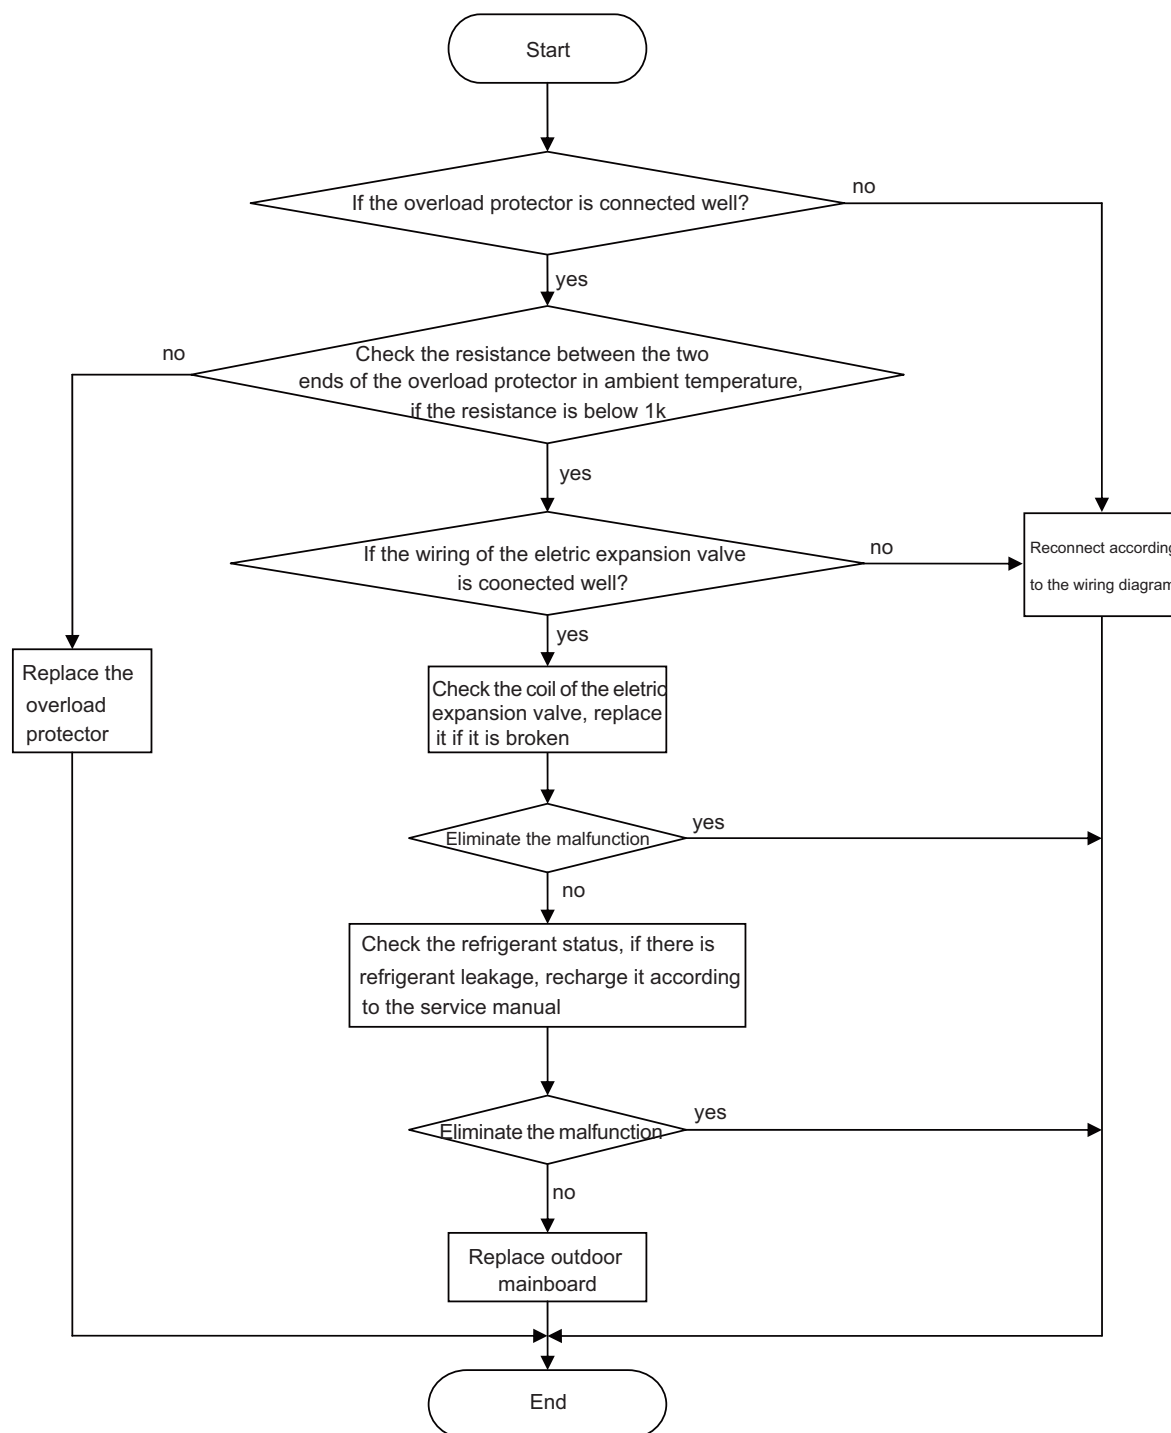 Start
If the overload protector is connected well?
no
yes
Check the resistance between the two
ends of the overload protector in ambient temperature,
if the resistance is below 1k
no
yes
If the wiring of the eletric expansion valve
is coonected well?
no
Reconnect according
to the wiring diagram
yes
Replace the
overload
protector
Check the coil of the eletric
expansion valve, replace
it if it is broken
Eliminate the malfunction
yes
no
Check the refrigerant status, if there is
refrigerant leakage, recharge it according
to the service manual
Eliminate the malfunction
yes
no
Replace outdoor
mainboard
End